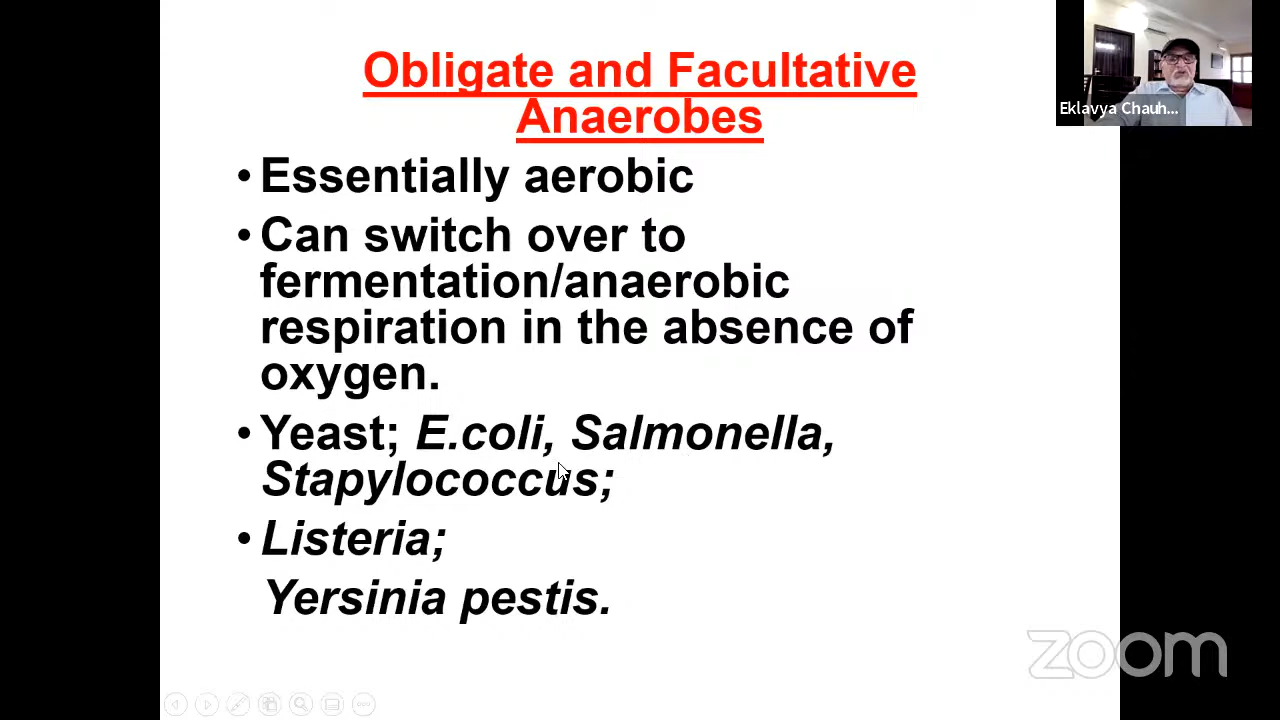 Obligate and Facultative
Anaerobes
• Essentially aerobic
• Can switch over to
fermentation/anaerobic
respiration in the absence of
oxygen.
• Yeast; E.coli, Salmonella,
Stapylococcus;
• Listeria;
Yersinia pestis.
Eklavya Chauh...
zoom